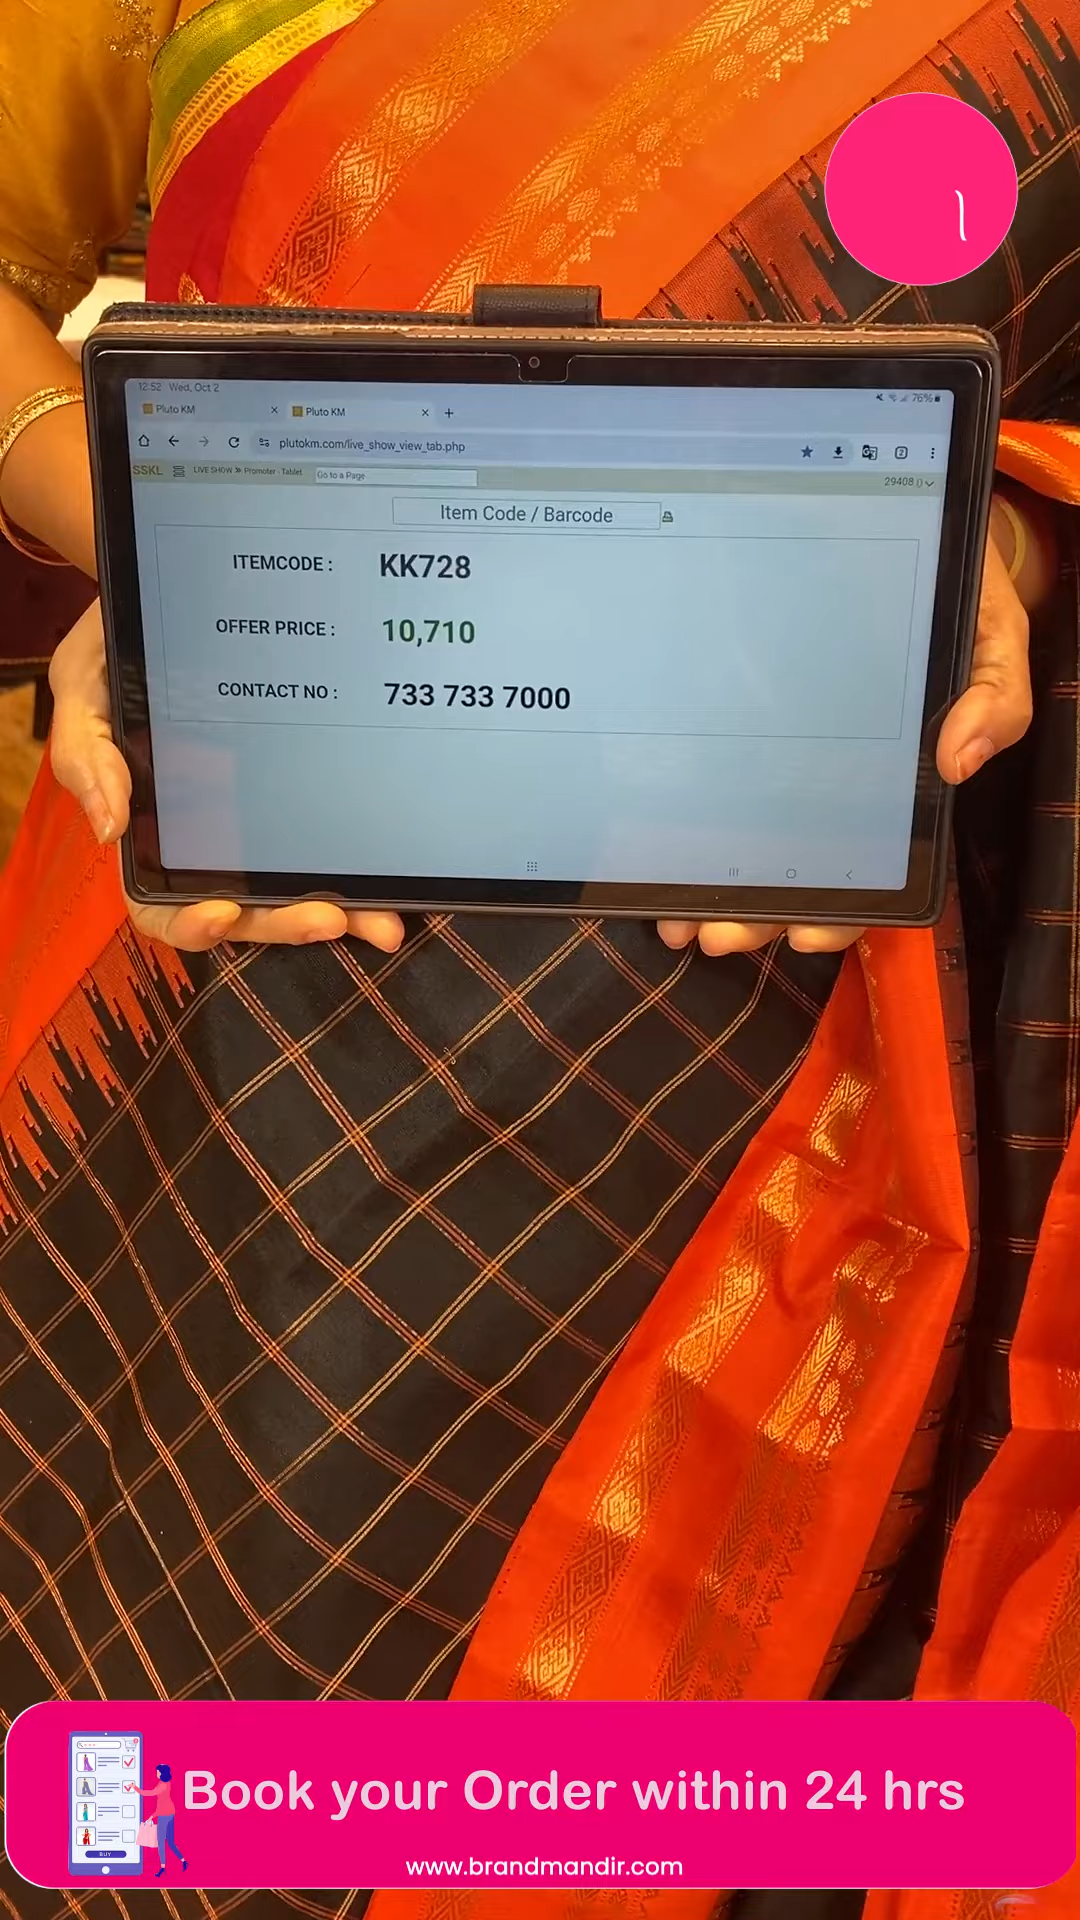 12:52 Wed, Oct 2
76%
Pluto KM
Pluto KM
plutokm.com/live_show_view_tab.php
SSKL
LIVE SHOW » Promoter - Tablet
Go to a Page
29408
Item Code / Barcode
ITEMCODE : KK728
OFFER PRICE : 10,710
CONTACT NO : 733 733 7000
Book your Order within 24 hrs
BUY
www.brandmandir.com